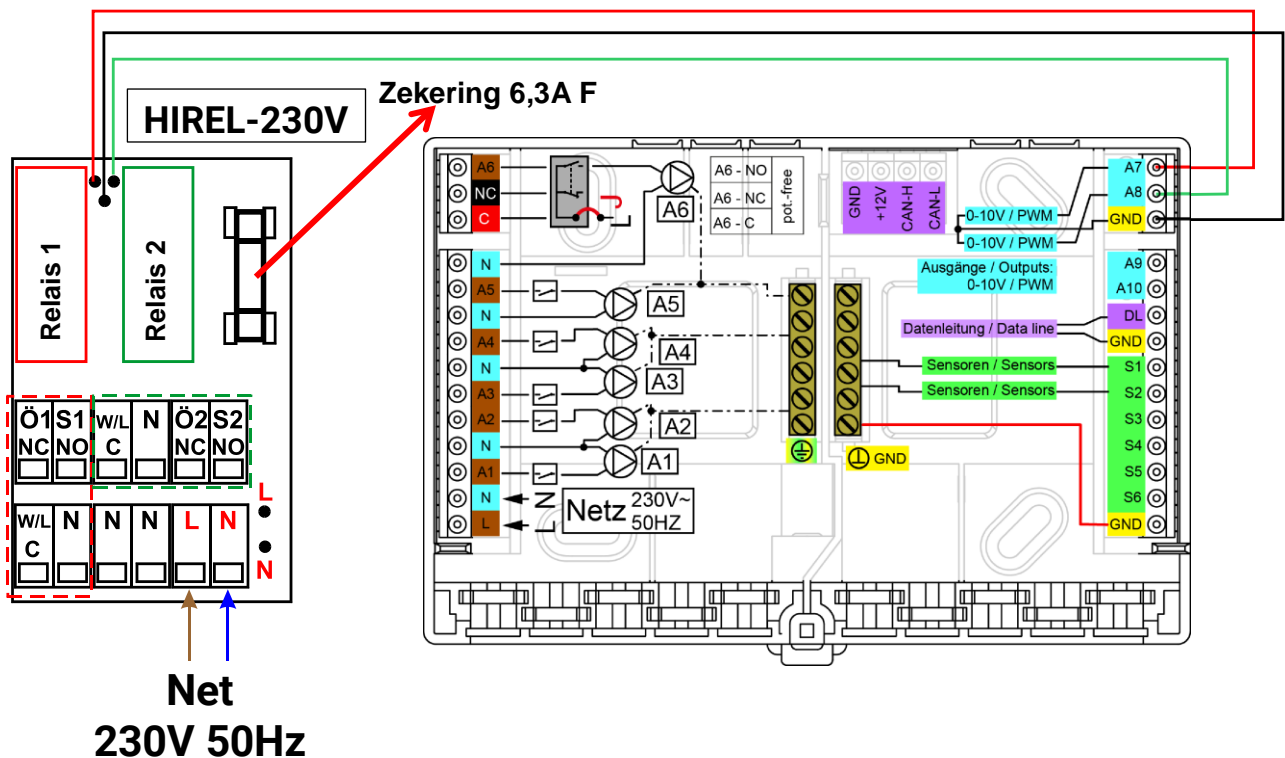 Zekering 6,3A F
HIREL-230V
Relais 1
Relais 2
Ö1 S1 W/L N Ö2 S2
NC NO C NC NO
W/L N N N L N
C
L
N
Net
230V 50Hz
A6
NC
C
N
A5
N
A4
N
A3
A2
N
A1
N
L
L
A6
A6 - NO
A6 - NC
A6 - C
pot.-free
A5
A4
A3
A2
A1
N
L
Netz 230V~
50HZ
GND
+12V
CAN-H
CAN-L
0-10V / PWM
0-10V / PWM
Ausgänge / Outputs:
0-10V / PWM
Datenleitung / Data line
Sensoren / Sensors
Sensoren / Sensors
GND
A7
A8
GND
A9
A10
DL
GND
S1
S2
S3
S4
S5
S6
GND